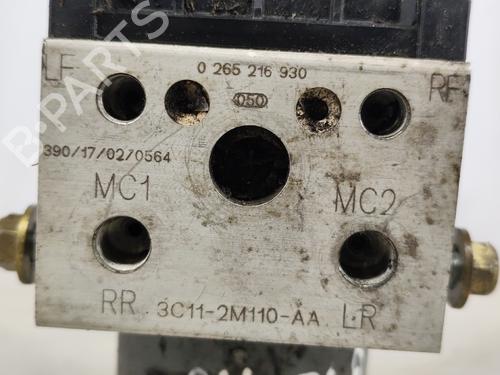 LF
0 265 216 930
RF
050
390/17/02/0564
MC1
MC2
RR
3C11-2M110-AA
LR
B-PARTS